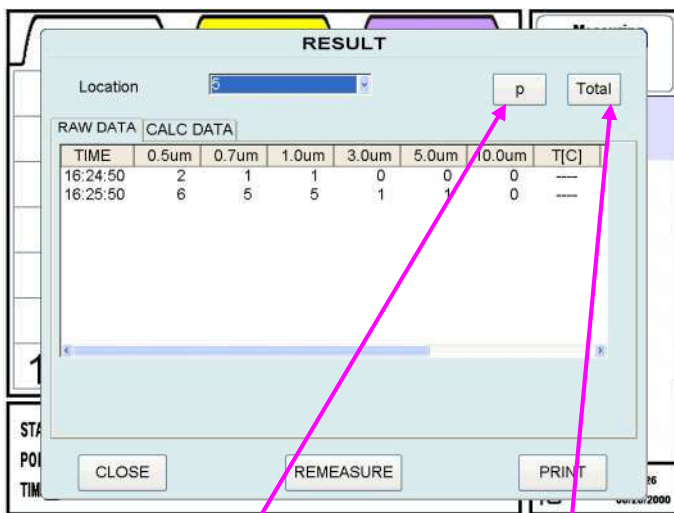 RESULT
Location 5 p Total
RAW DATA CALC DATA
TIME 0.5um 0.7um 1.0um 3.0um 5.0um 10.0um T[C]
16:24:50 2 1 1 0 0 0 ----
16:25:50 6 5 5 1 1 0 ----
1
CLOSE REMEASURE PRINT